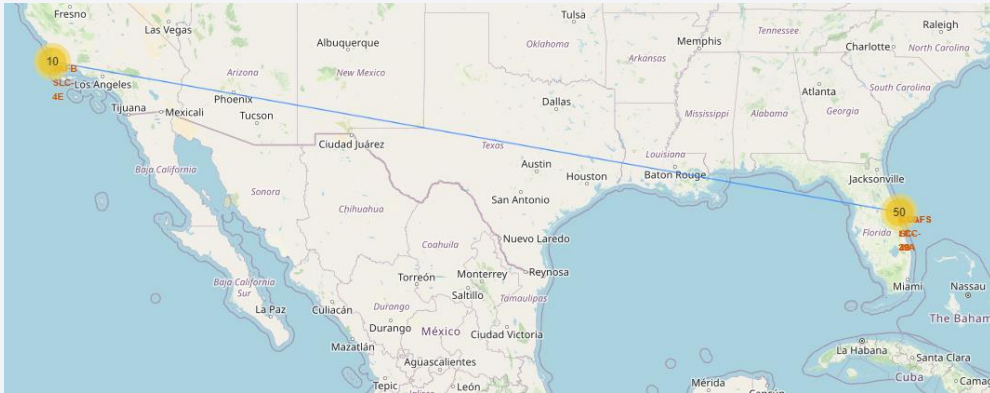 Fresno
Las Vegas
Tulsa
Raleigh
Albuquerque
Oklahoma
Memphis
Tennessee
Charlotte
North Carolina
10
B
Arizona
New Mexico
Arkansas
SLC-
4E
Los Angeles
Phoenix
Atlanta
South Carolina
Tijuana
Mexicali
Tucson
Dallas
Mississippi
Alabama
Georgia
Ciudad Juárez
Texas
Louisiana
Baja California
Austin
Houston
Baton Rouge
Jacksonville
Sonora
San Antonio
50
AFS
Chihuahua
Florida
Nuevo Laredo
Coahuila
Torreón
Monterrey
Reynosa
Baja California
Sur
Saltillo
Tamaulipas
Miami
Nassau
La Paz
Culiacán
Durango
Durango
México
Ciudad Victoria
The Baham
Mazatlán
La Habana
Santa Clara
Aguascalientes
Cuba
Tepic
León
Mérida
Camag